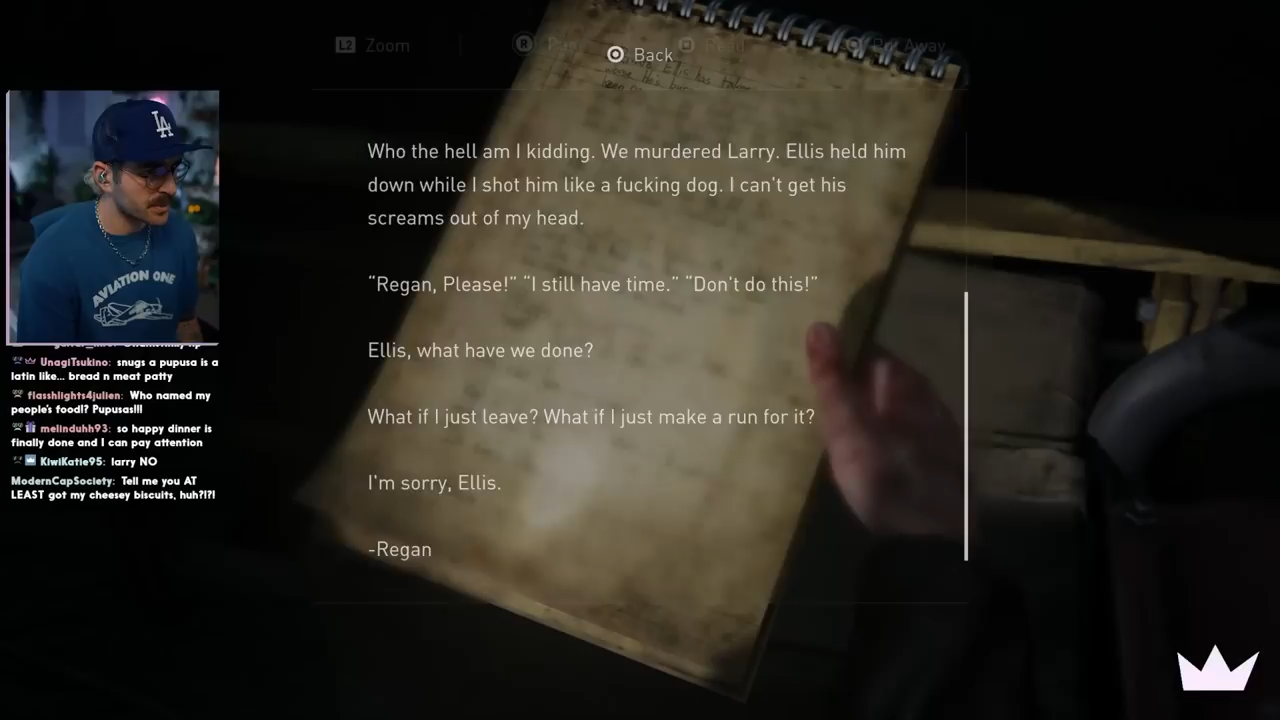 L2 Zoom
R
Back
Read
Put Away
Who the hell am I kidding. We murdered Larry. Ellis held him
down while I shot him like a fucking dog. I can't get his
screams out of my head.
“Regan, Please!” “I still have time.” “Don't do this!”
Ellis, what have we done?
What if I just leave? What if I just make a run for it?
I'm sorry, Ellis.
-Regan
LA
AVIATION ONE
UnagiTsukino: snugs a pupusa is a
latin like... bread n meat patty
flasshlights4julien: Who named my
people's food!? Pupusas!!!
melinduhh93: so happy dinner is
finally done and I can pay attention
KiwiKatie95: larry NO
ModernCapSociety: Tell me you AT
LEAST got my cheesey biscuits, huh?!?!